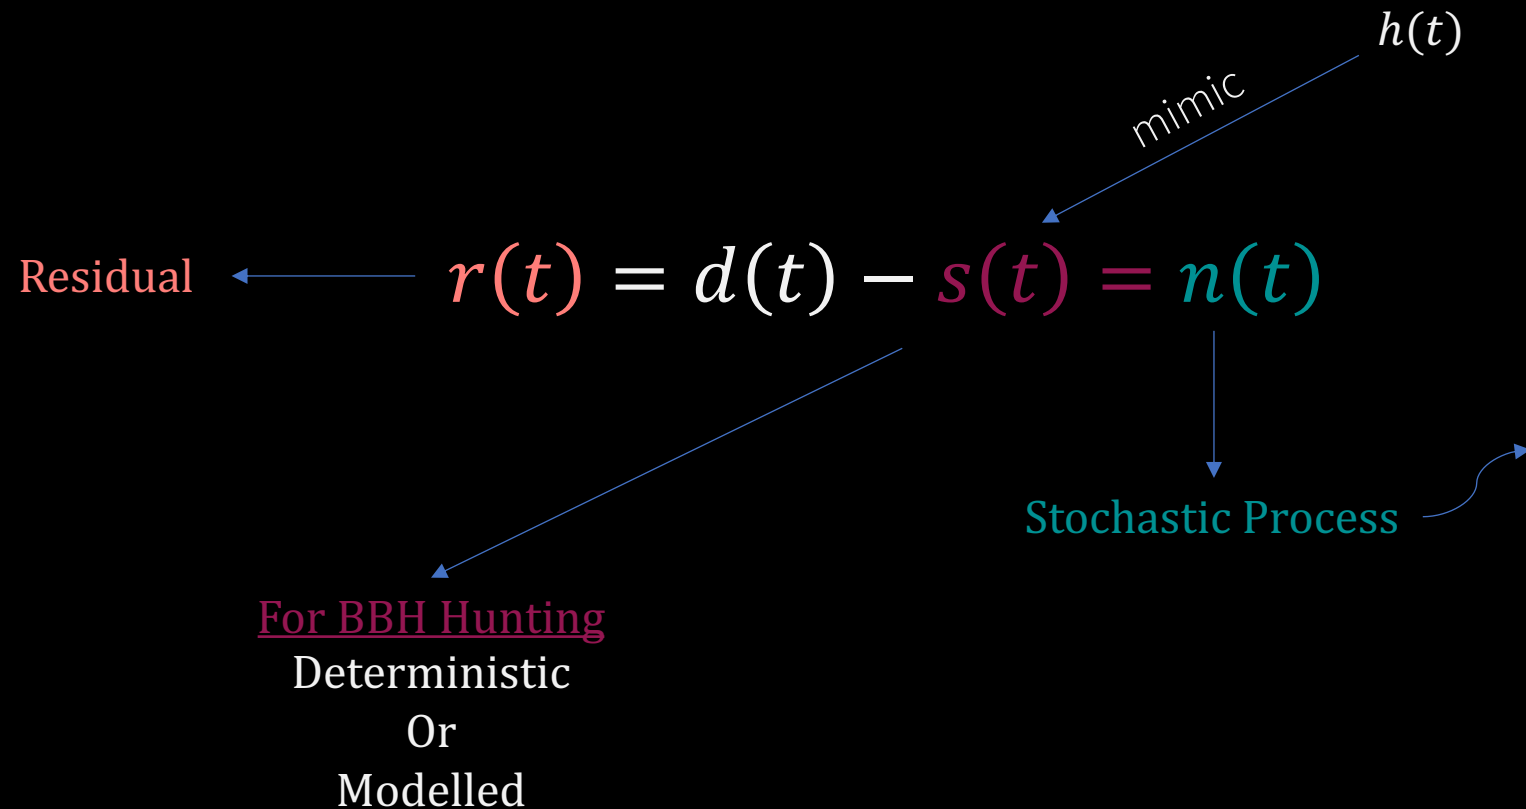 h(t)
mimic
Residual
r(t) = d(t) − s(t) = n(t)
Stochastic Process
For BBH Hunting
Deterministic
Or
Modelled